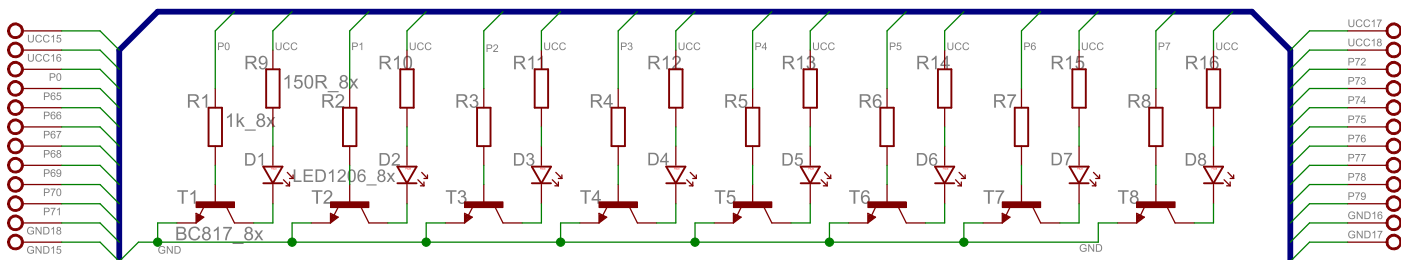 P0 UCC P1 UCC P2 UCC P3 UCC P4 UCC P5 UCC P6 UCC P7 UCC
UCC15 UCC17
UCC16 UCC18
R9 R10 R11 R12 R13 R14 R15 R16
P0 P72
150R_8x
P65 P73
R1 R2 R3 R4 R5 R6 R7 R8
P66 P74
1k_8x
P67 P75
P68 P76
D1 D2 D3 D4 D5 D6 D7 D8
P69 P77
LED1206_8x
P70 P78
T1 T2 T3 T4 T5 T6 T7 T8
P71 P79
GND18 GND16
BC817_8x
GND15 GND GND GND17